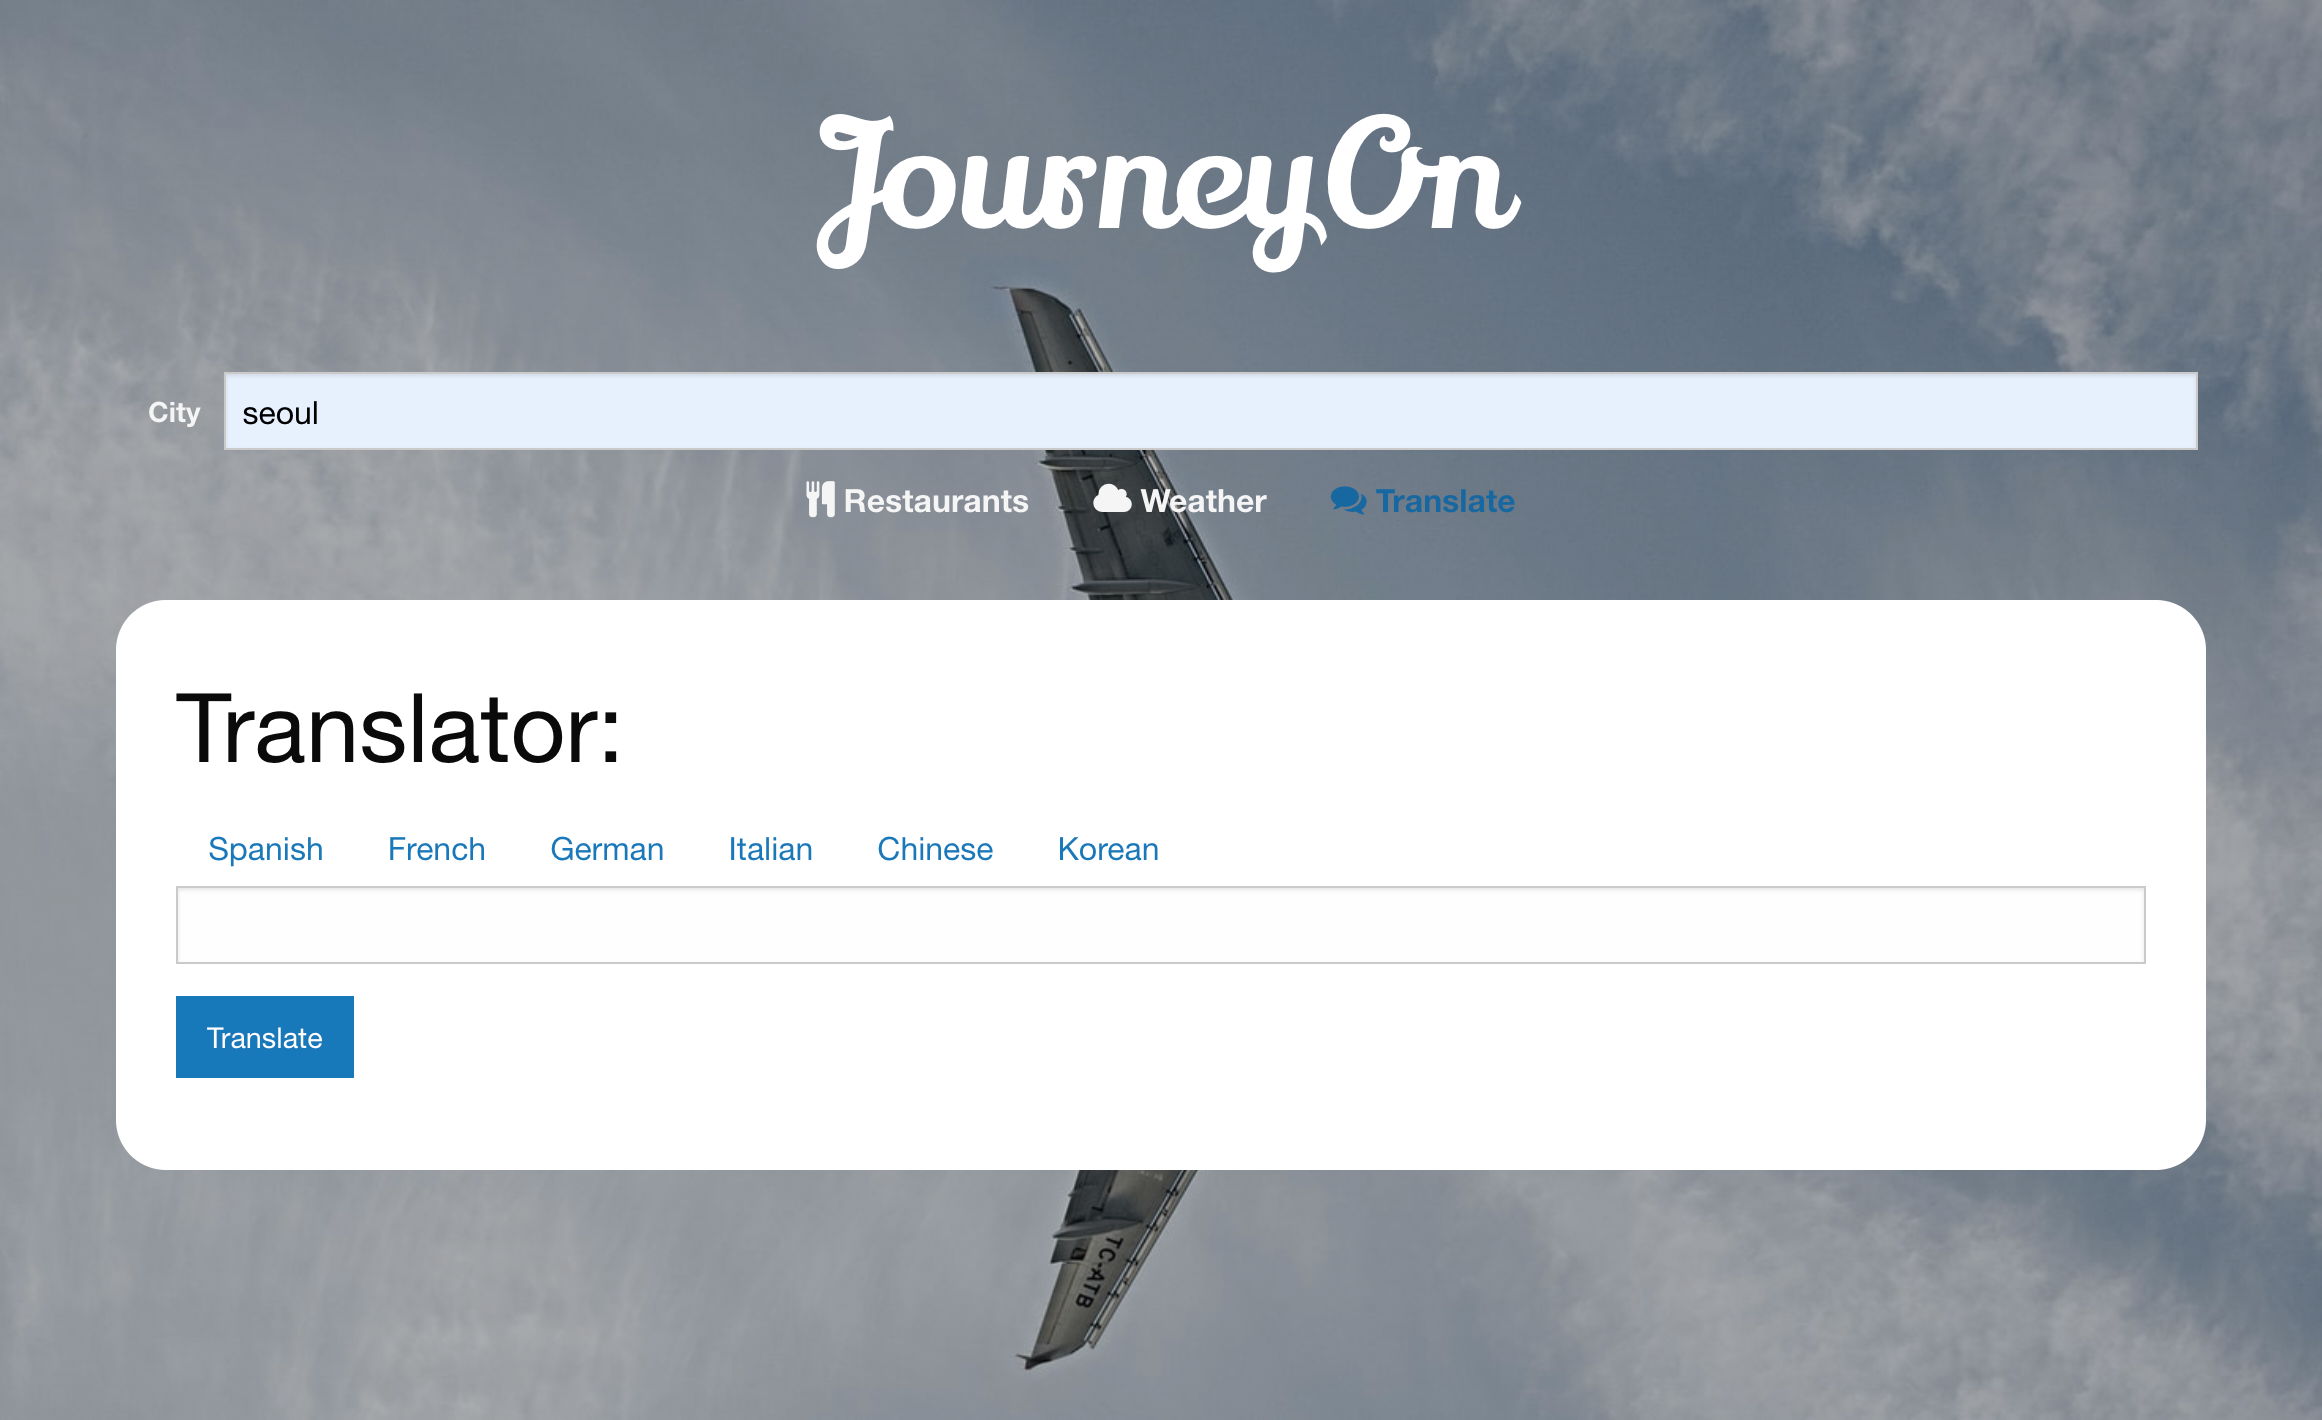 JourneyOn
City
seoul
Restaurants Weather Translate
Translator:
Spanish French German Italian Chinese Korean
Translate
TC-ATB